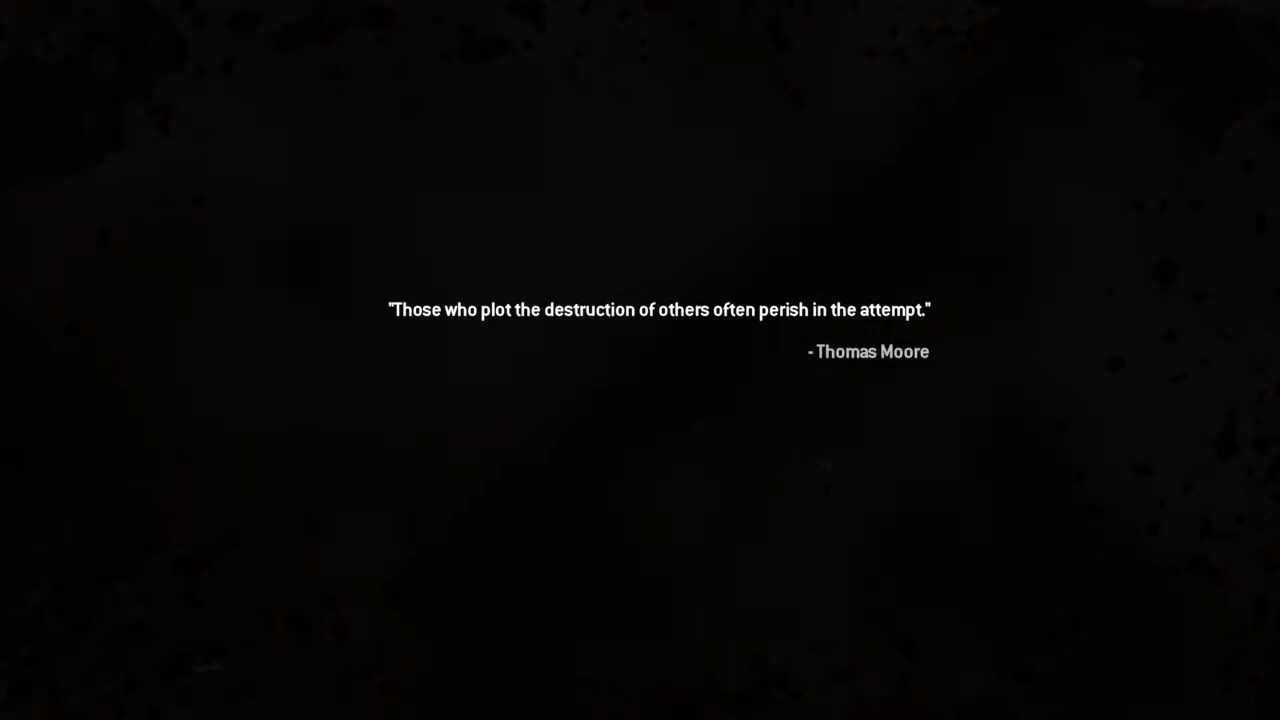 "Those who plot the destruction of others often perish in the attempt."
- Thomas Moore